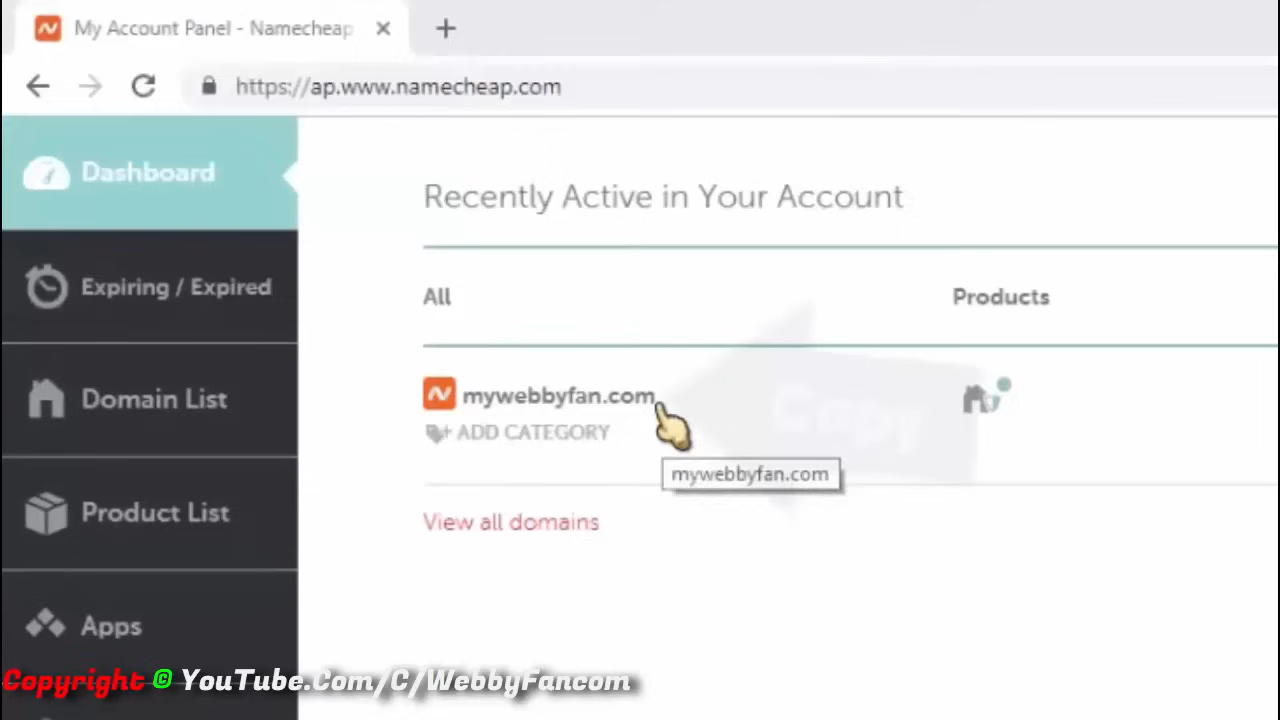 My Account Panel - Namecheap
https://ap.www.namecheap.com
Dashboard
Expiring / Expired
Domain List
Product List
Apps
Recently Active in Your Account
All
Products
mywebbyfan.com
ADD CATEGORY
Copy
mywebbyfan.com
View all domains
Copyright © YouTube.Com/C/WebbyFancom